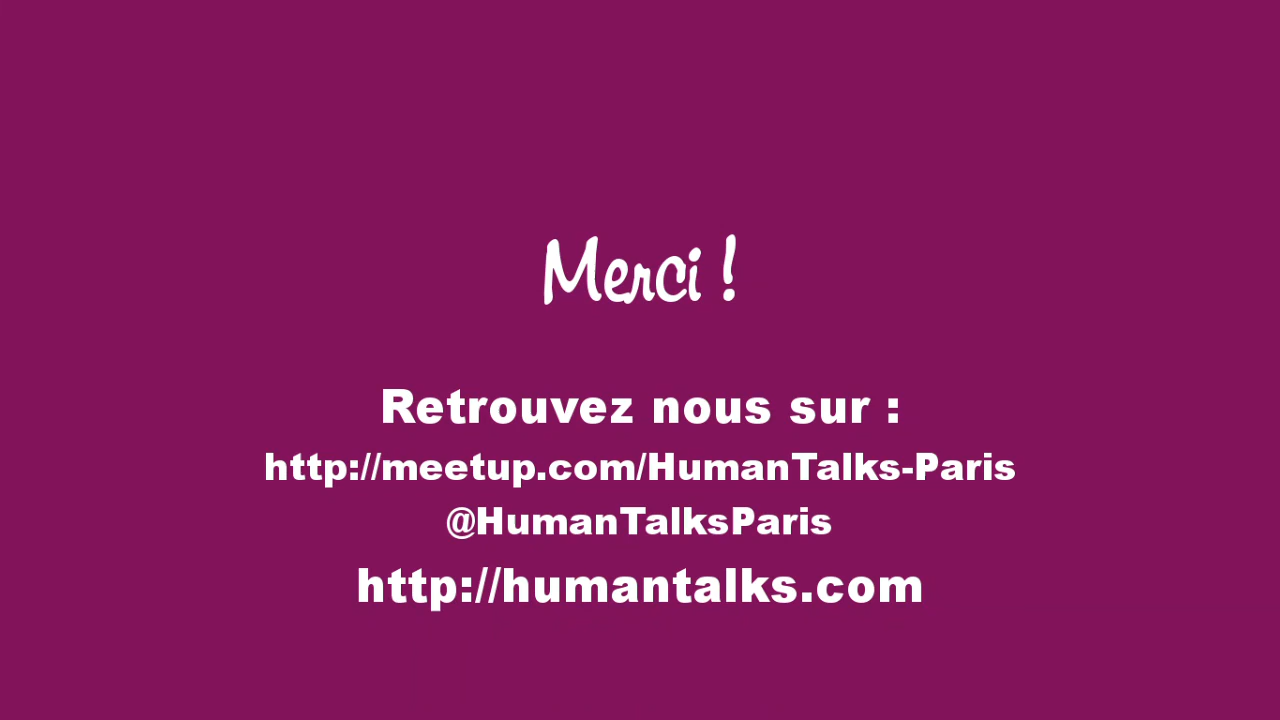 Merci !
Retrouvez nous sur :
http://meetup.com/HumanTalks-Paris
@HumanTalksParis
http://humantalks.com